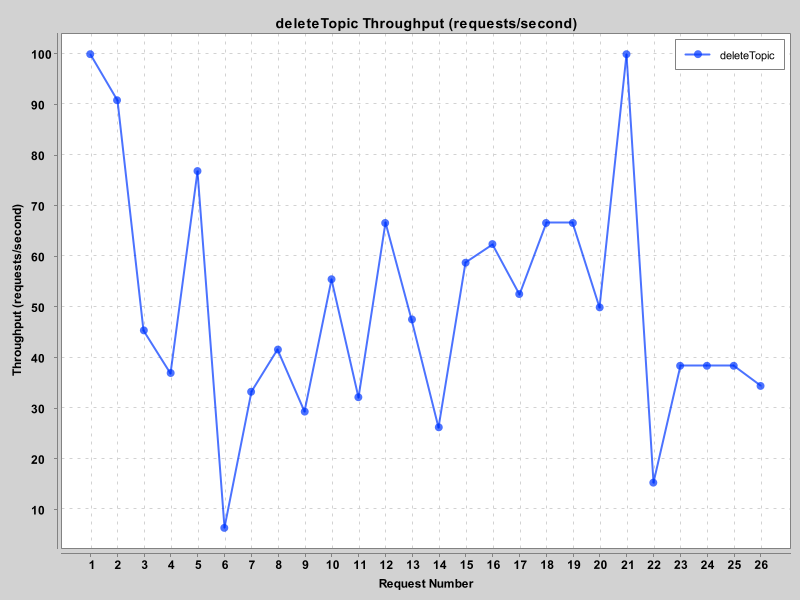 deleteTopic Throughput (requests/second)
deleteTopic
Throughput (requests/second)
100
90
80
70
60
50
40
30
20
10
1 2 3 4 5 6 7 8 9 10 11 12 13 14 15 16 17 18 19 20 21 22 23 24 25 26
Request Number